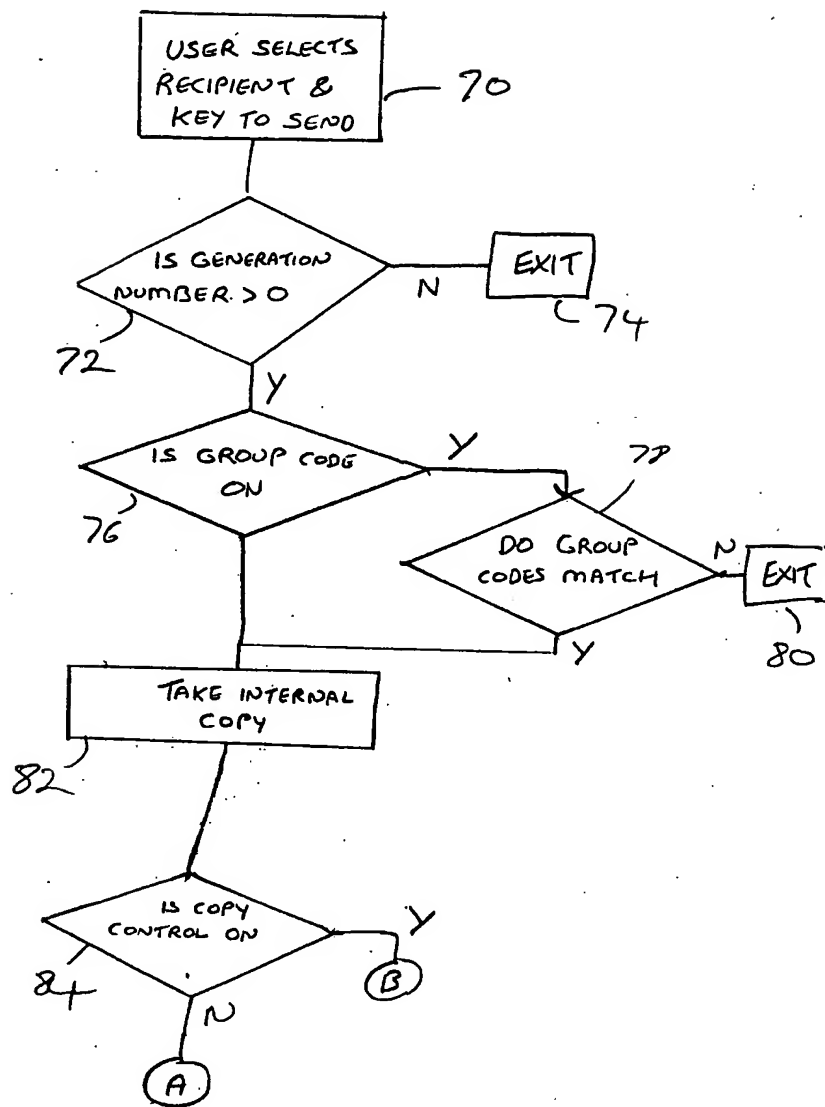 USER SELECTS
RECIPIENT &
KEY TO SEND
70
IS GENERATION
NUMBER > 0
N
EXIT
74
72
Y
IS GROUP CODE
ON
Y
78
76
DO GROUP
CODES MATCH
N
EXIT
80
Y
TAKE INTERNAL
COPY
82
IS COPY
CONTROL ON
Y
B
84
N
A